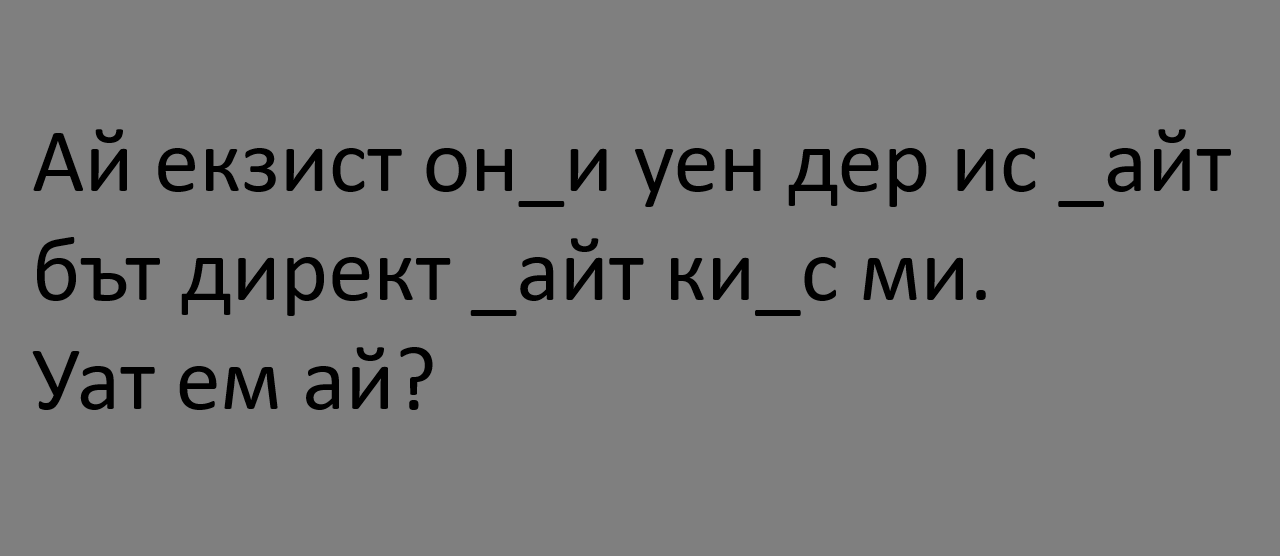 Ай екзист он_и уен дер ис _айт
бът директ _айт ки_с ми.
Уат ем ай?